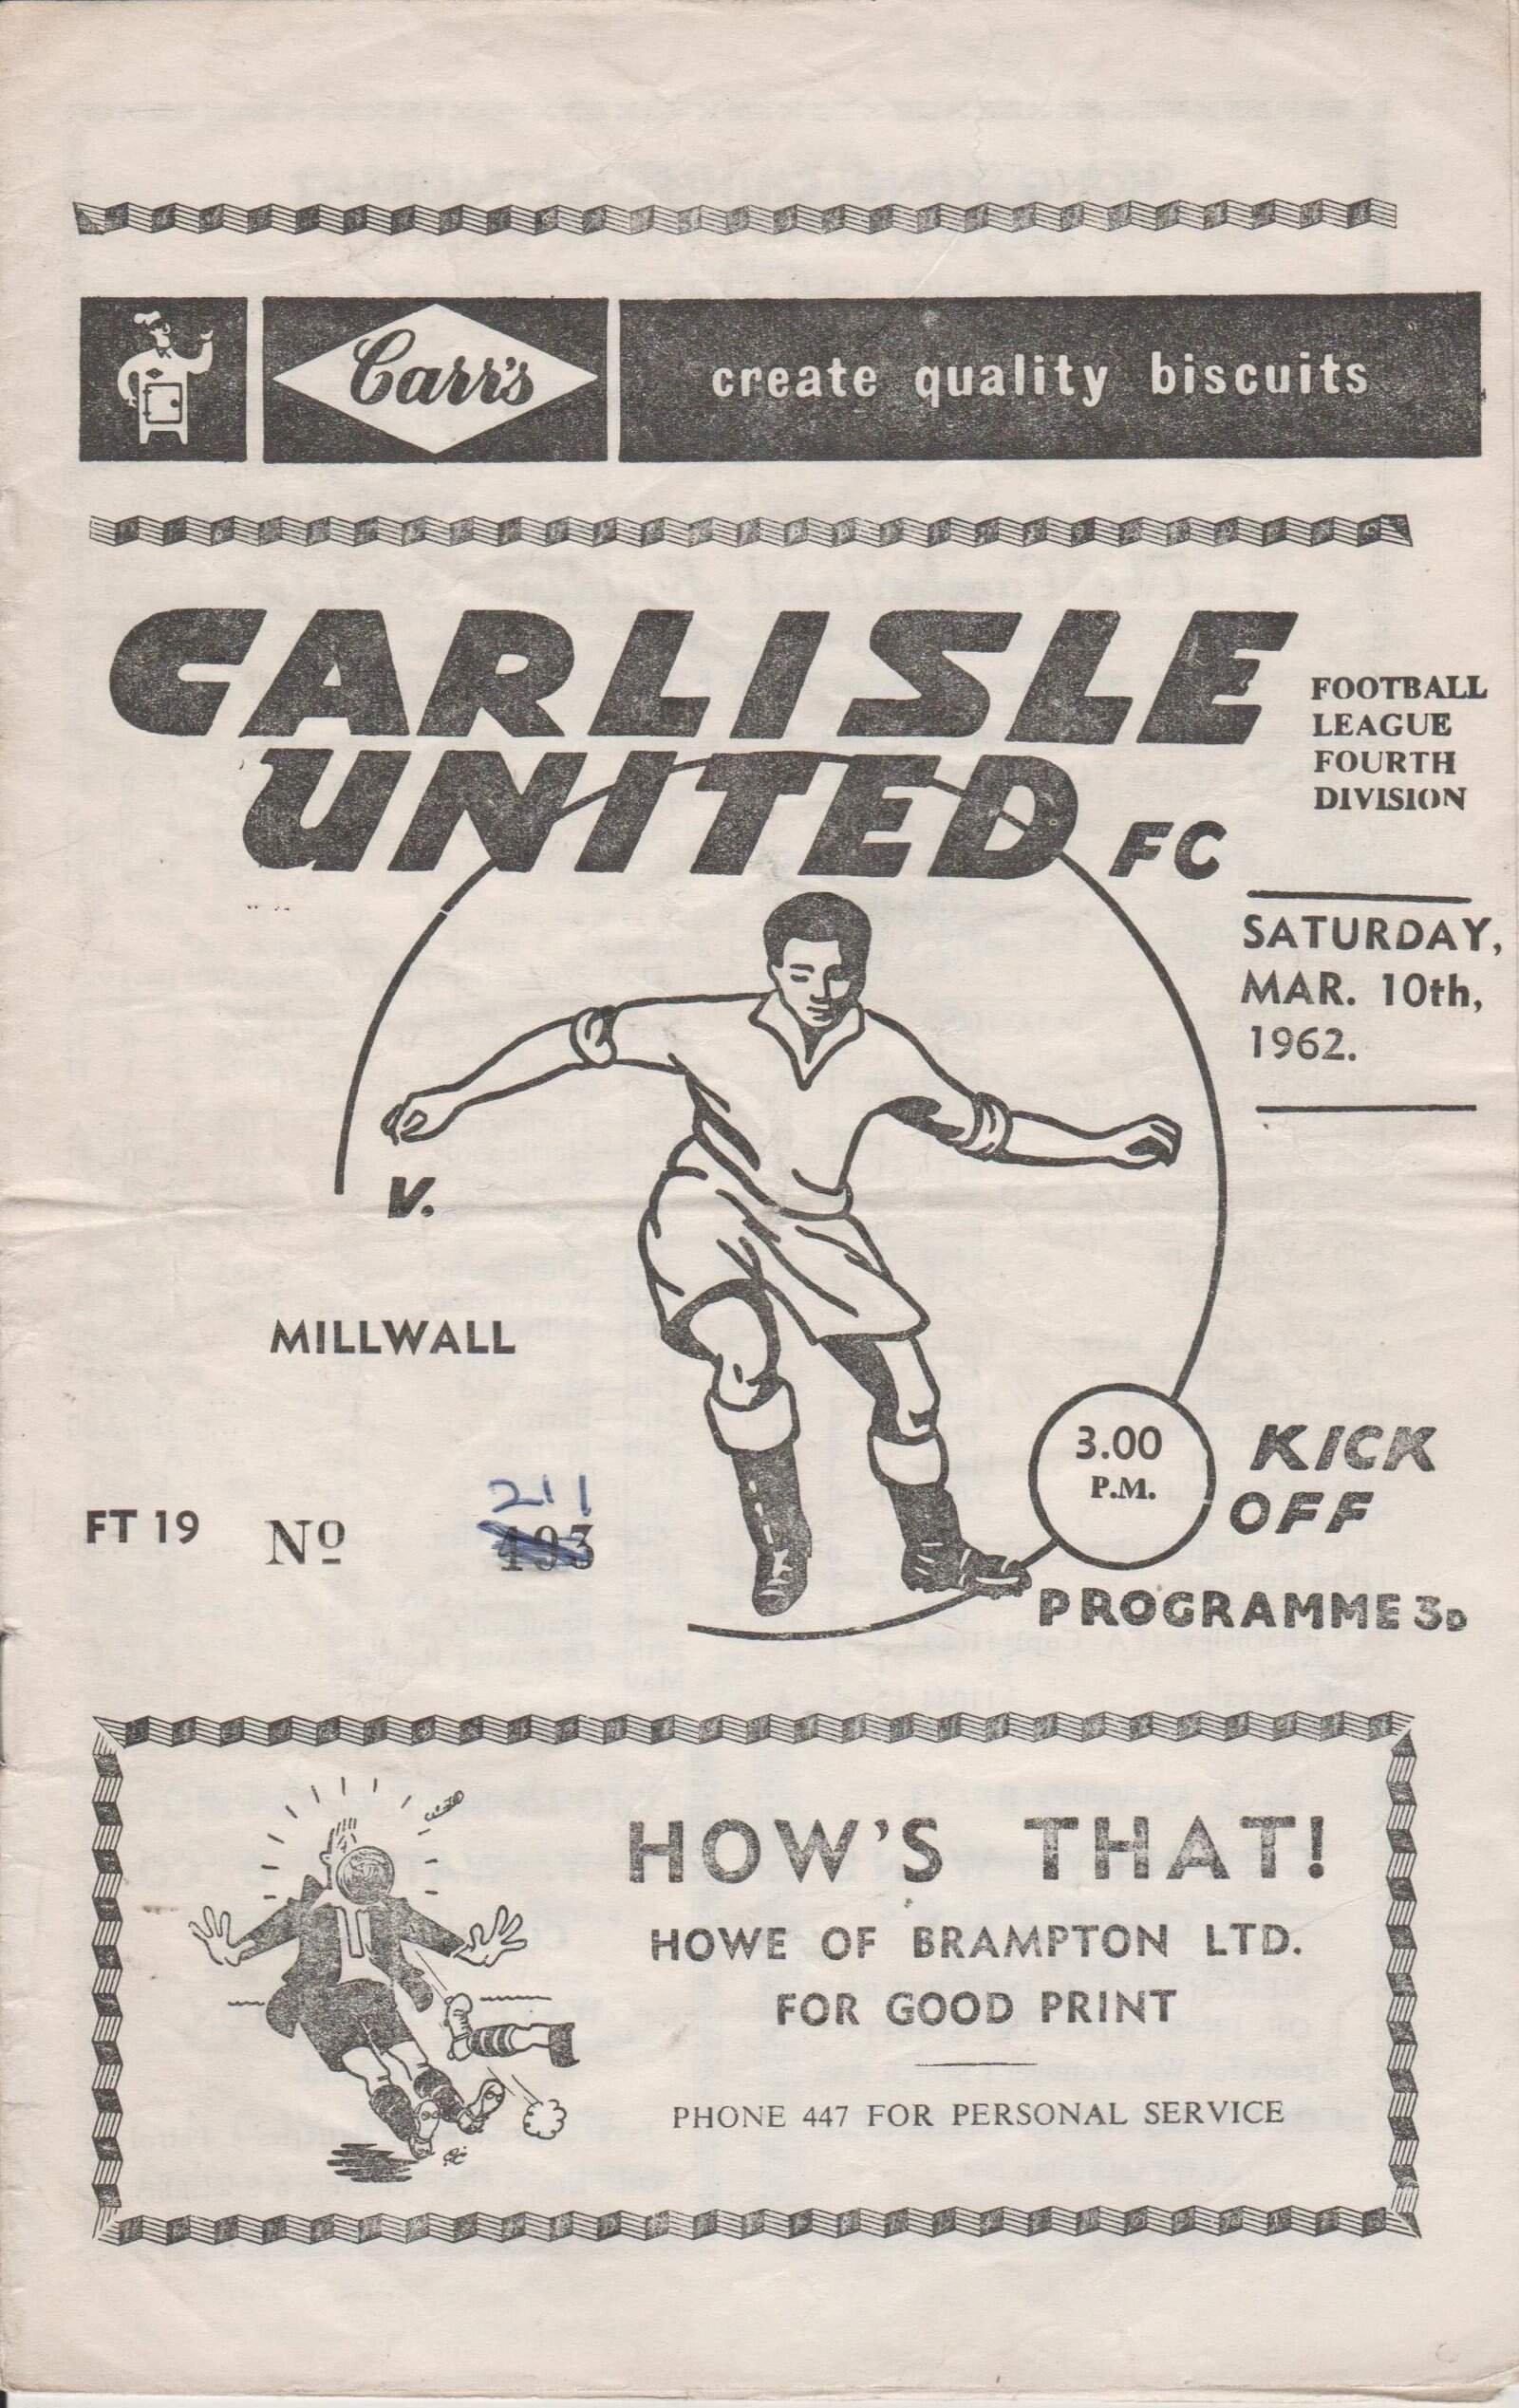 Carr's
create quality biscuits
CARLISLE
UNITED FC
FOOTBALL
LEAGUE
FOURTH
DIVISION
SATURDAY,
MAR. 10th,
1962.
V.
MILLWALL
3.00
P.M.
KICK
OFF
FT 19 Nº 211
PROGRAMME 3D
HOW'S THAT!
HOWE OF BRAMPTON LTD.
FOR GOOD PRINT
PHONE 447 FOR PERSONAL SERVICE